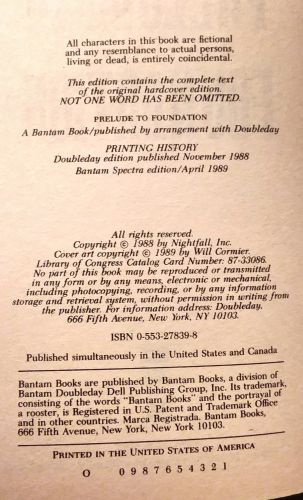 All characters in this book are fictional
and any resemblance to actual persons,
living or dead, is entirely coincidental.
This edition contains the complete text
of the original hardcover edition.
NOT ONE WORD HAS BEEN OMITTED.
PRELUDE TO FOUNDATION
A Bantam Book/published by arrangement with Doubleday
PRINTING HISTORY
Doubleday edition published November 1988
Bantam Spectra edition/April 1989
All rights reserved.
Copyright © 1988 by Nightfall, Inc.
Cover art copyright © 1989 by Will Cormier.
Library of Congress Catalog Card Number: 87-33086.
No part of this book may be reproduced or transmitted
in any form or by any means, electronic or mechanical,
including photocopying, recording, or by any information
storage and retrieval system, without permission in writing from
the publisher. For information address: Doubleday,
666 Fifth Avenue, New York, NY 10103.
ISBN 0-553-27839-8
Published simultaneously in the United States and Canada
Bantam Books are published by Bantam Books, a division of
Bantam Doubleday Dell Publishing Group, Inc. Its trademark,
consisting of the words "Bantam Books" and the portrayal of
a rooster, is Registered in U.S. Patent and Trademark Office
and in other countries. Marca Registrada. Bantam Books,
666 Fifth Avenue, New York, New York 10103.
PRINTED IN THE UNITED STATES OF AMERICA
O 0 9 8 7 6 5 4 3 2 1